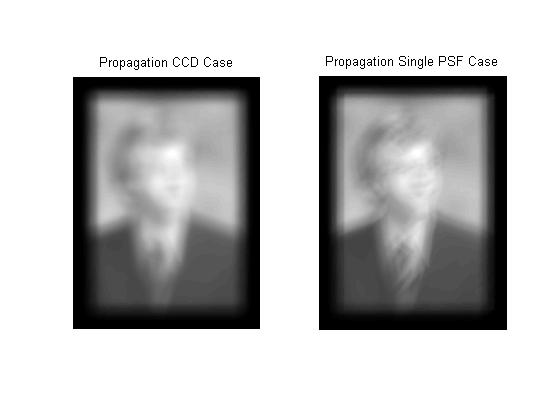 Propagation CCD Case
Propagation Single PSF Case